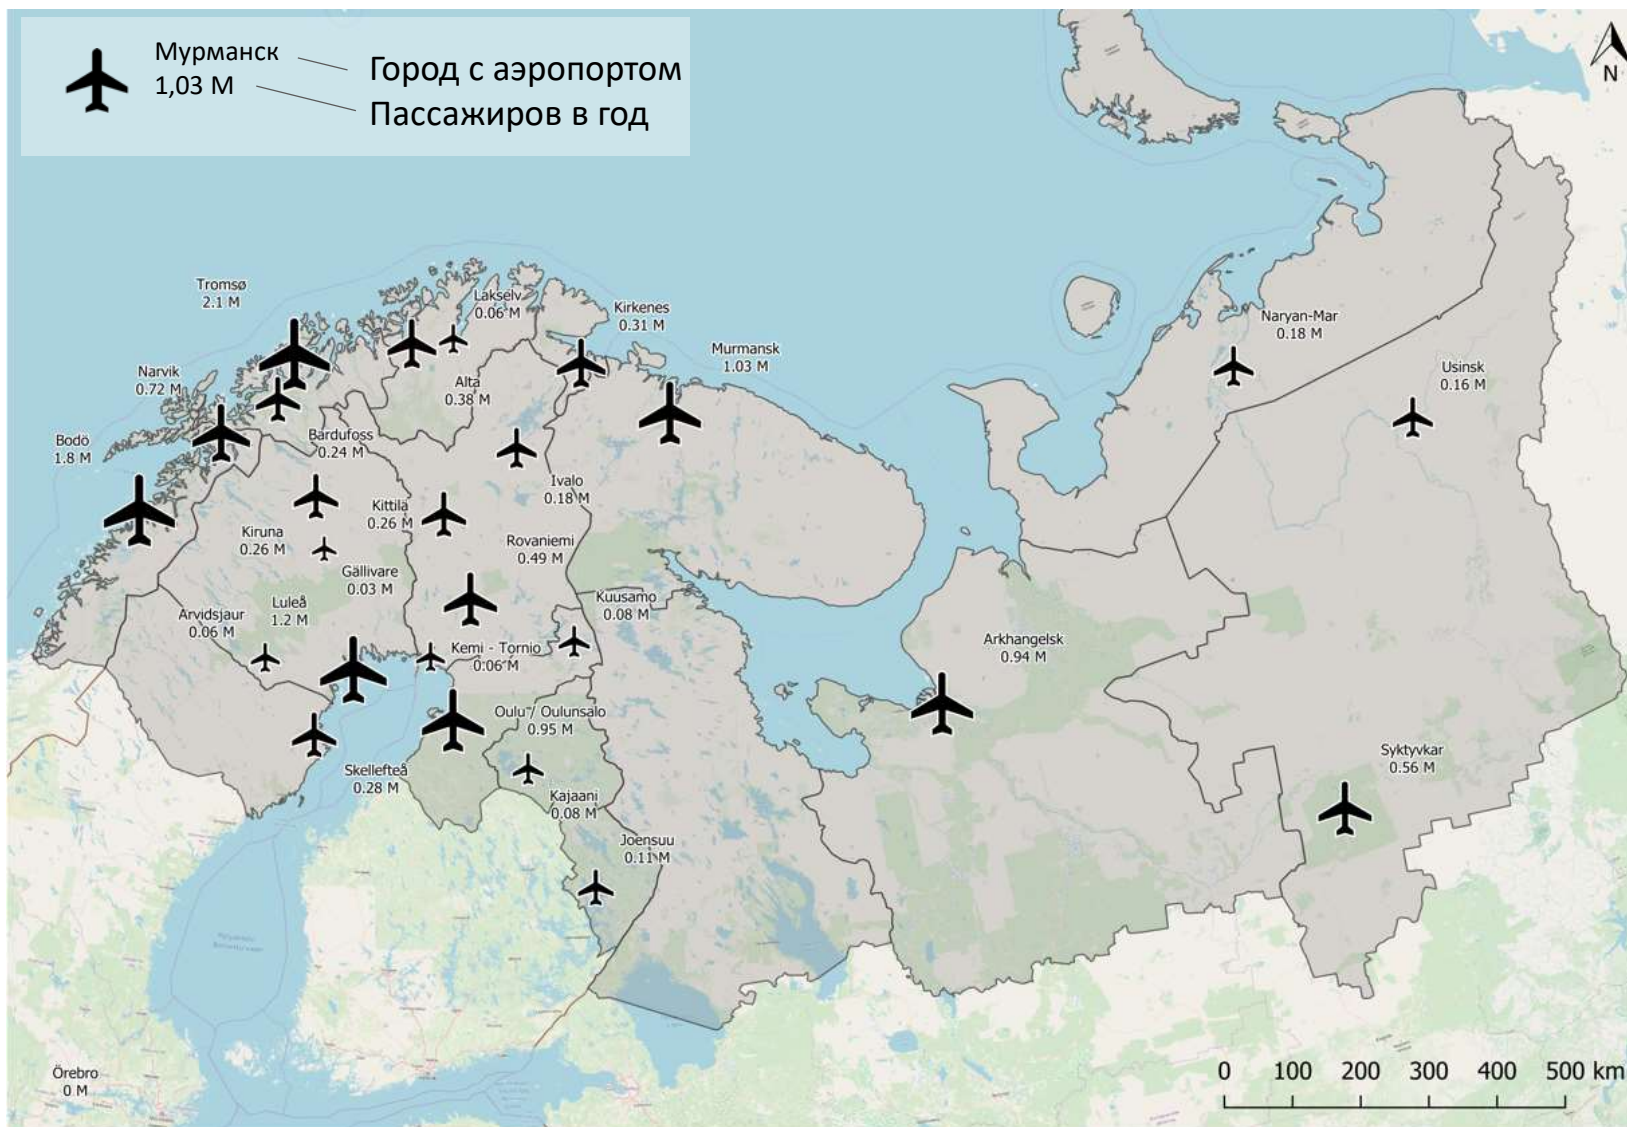 Мурманск
1,03 М
Город с аэропортом
Пассажиров в год
N
Tromsø
2.1 M
Lakselv
0.06 M
Kirkenes
0.31 M
Murmansk
1.03 M
Naryan-Mar
0.18 M
Usinsk
0.16 M
Narvik
0.72 M
Alta
0.38 M
Bodö
1.8 M
Bardufoss
0.24 M
Ivalo
0.18 M
Kittilä
0.26 M
Kiruna
0.26 M
Rovaniemi
0.49 M
Gällivare
0.03 M
Luleå
1.2 M
Arvidsjaur
0.06 M
Kuusamo
0.08 M
Kemi - Tornio
0.06 M
Arkhangelsk
0.94 M
Oulu / Oulunsalo
0.95 M
Skellefteå
0.28 M
Kajaani
0.08 M
Joensuu
0.11 M
Syktyvkar
0.56 M
Örebro
0 M
0 100 200 300 400 500 km